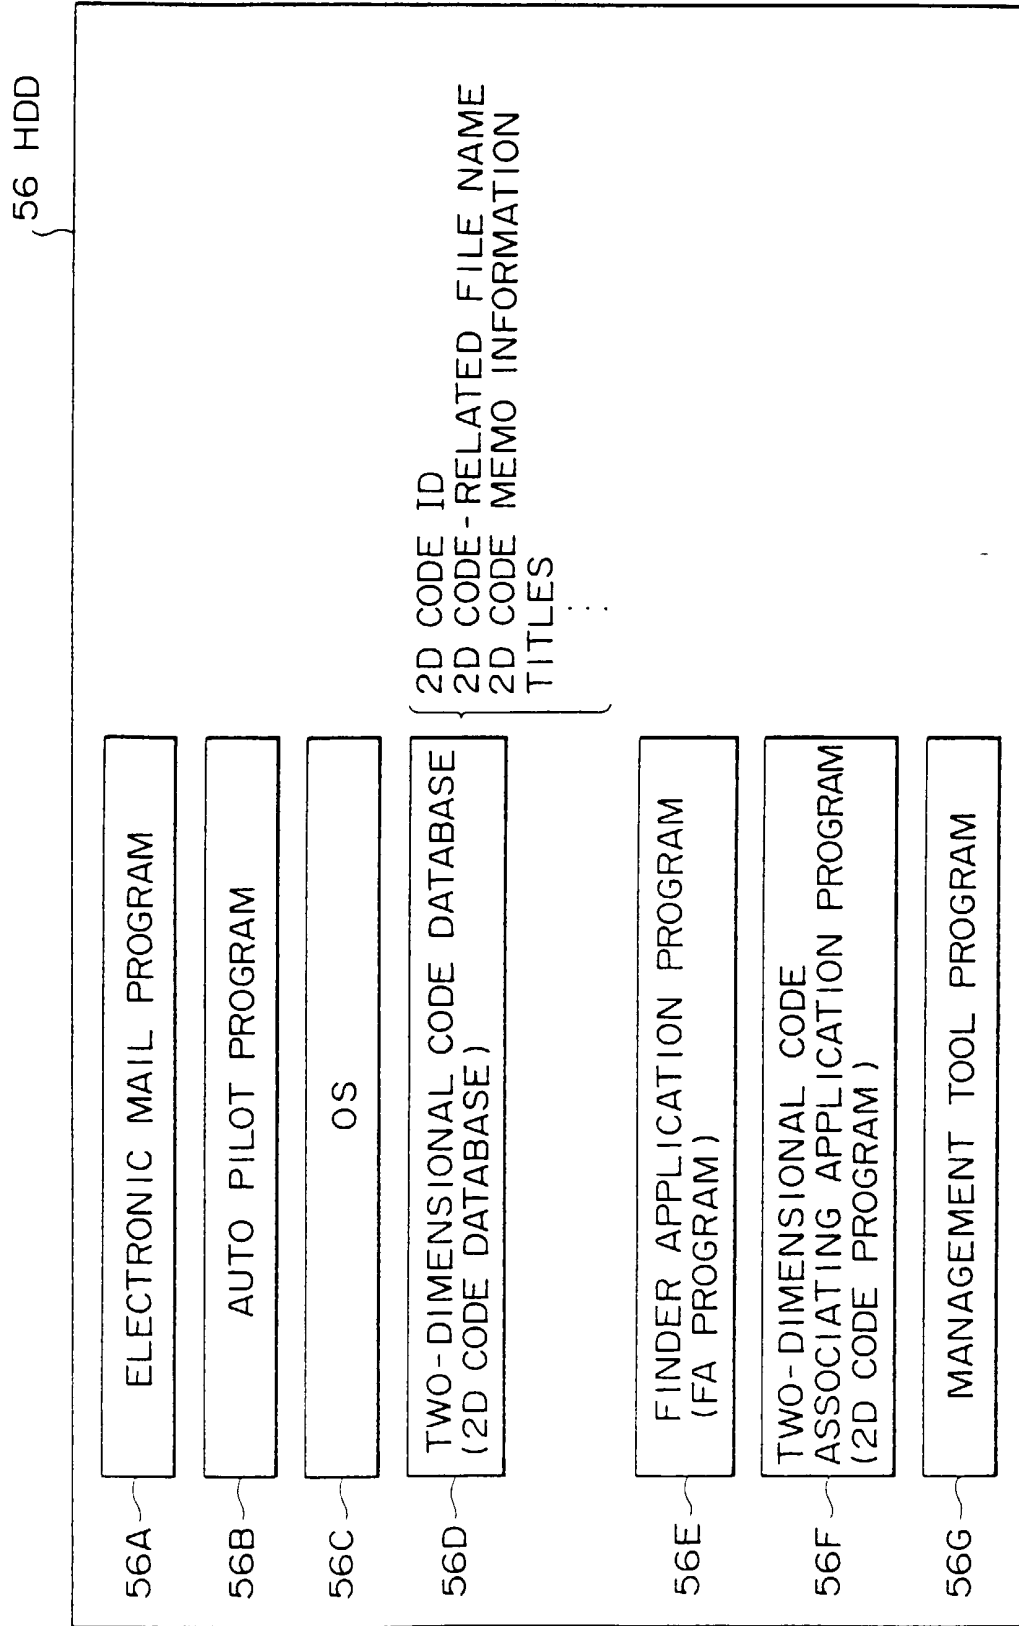 56 HDD
56A
ELECTRONIC MAIL PROGRAM
56B
AUTO PILOT PROGRAM
56C
OS
56D
TWO-DIMENSIONAL CODE DATABASE
(2D CODE DATABASE)
2D CODE ID
2D CODE-RELATED FILE NAME
2D CODE MEMO INFORMATION
TITLES
...
56E
FINDER APPLICATION PROGRAM
(FA PROGRAM)
56F
TWO-DIMENSIONAL CODE
ASSOCIATING APPLICATION PROGRAM
(2D CODE PROGRAM)
56G
MANAGEMENT TOOL PROGRAM